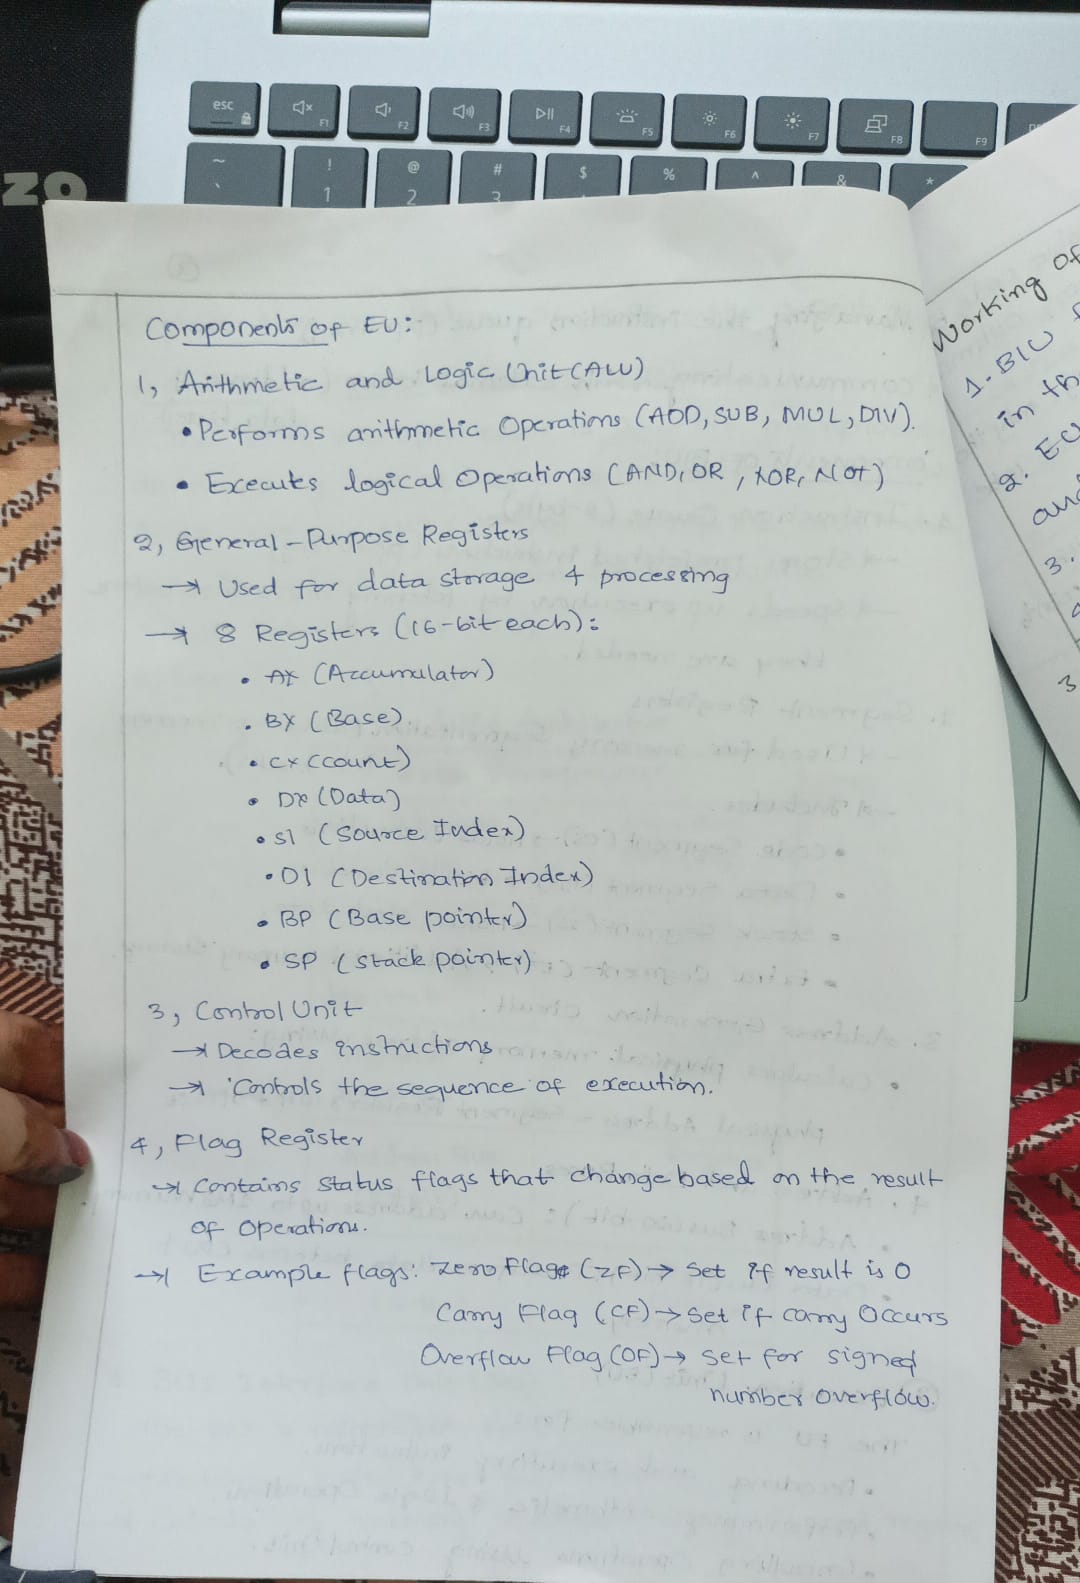 esc
F1
F2
F3
F4
F5
F6
F7
F8
F9
~
!
@
#
$
%
^
&
*
1
2
3
zo
Components of EU:
1, Arithmetic and Logic Unit (ALU)
• Performs arithmetic Operations (ADD, SUB, MUL, DIV).
• Executes logical Operations (AND, OR, XOR, NOT)
2, General-Purpose Registers
→ Used for data storage & processing
→ 8 Registers (16-bit each):
• AX (Accumulator)
• BX (Base)
• CX (Count)
• DX (Data)
• SI (Source Index)
• DI (Destination Index)
• BP (Base pointer)
• SP (Stack pointer)
3, Control Unit
→ Decodes instructions
→ Controls the sequence of execution.
4, Flag Register
→ Contains Status flags that change based on the result
of Operations.
→ Example flags: Zero Flag (ZF) → Set if result is 0
Carry Flag (CF) → Set if carry Occurs
Overflow Flag (OF) → Set for signed
number overflow.
Working of
1. BIU
in th
2. EU
and
3.
3